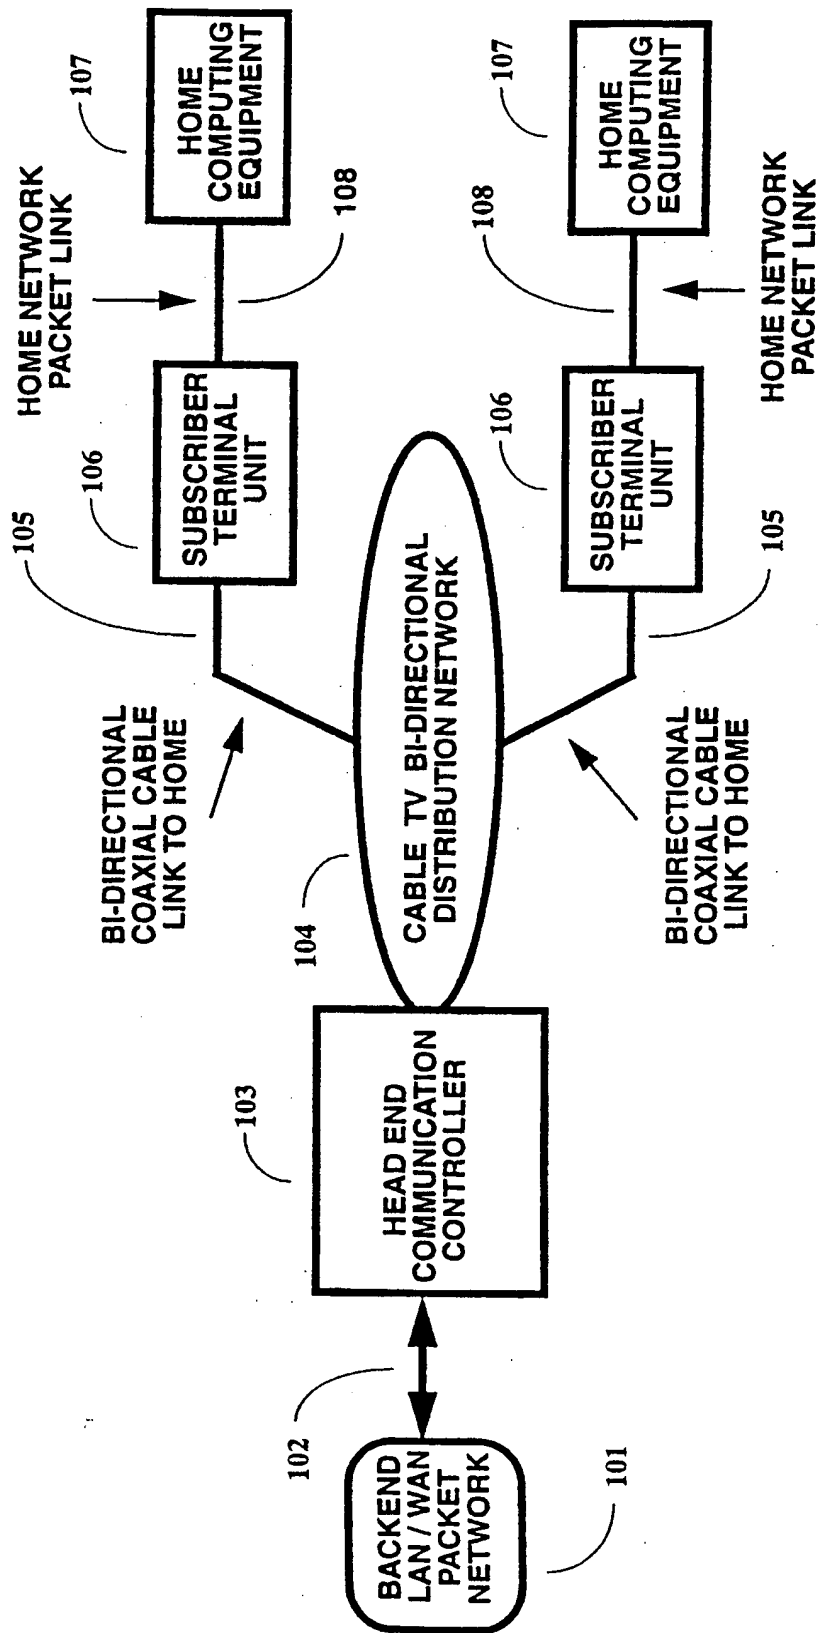 BACKEND
LAN / WAN
PACKET
NETWORK
101
102
HEAD END
COMMUNICATION
CONTROLLER
103
CABLE TV BI-DIRECTIONAL
DISTRIBUTION NETWORK
104
BI-DIRECTIONAL
COAXIAL CABLE
LINK TO HOME
105
SUBSCRIBER
TERMINAL
UNIT
106
HOME NETWORK
PACKET LINK
108
HOME
COMPUTING
EQUIPMENT
107
BI-DIRECTIONAL
COAXIAL CABLE
LINK TO HOME
105
SUBSCRIBER
TERMINAL
UNIT
106
HOME NETWORK
PACKET LINK
108
HOME
COMPUTING
EQUIPMENT
107